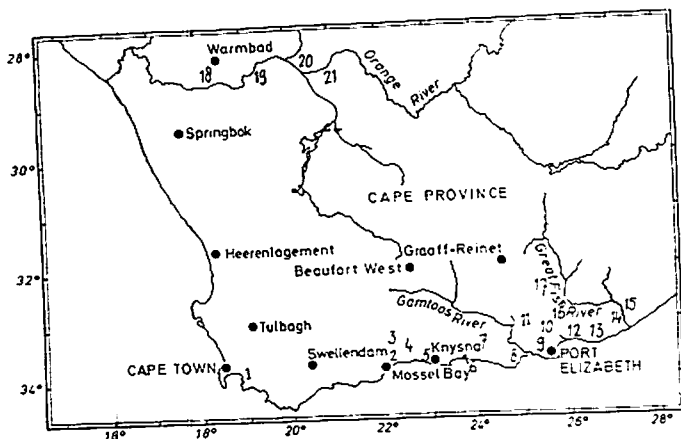 28°
Warmbad
18
19
20
21
Orange
River
Springbok
30°
CAPE PROVINCE
Heerenlagement
Graaff-Reinet
Beaufort West
32°
Great Fish
River
17
Gamtoos River
11
16
10
15
14
12 13
Tulbagh
3
4
Knysna
7
9
Swellendam
2
5
6
8
CAPE TOWN
1
Mossel Bay
PORT
ELIZABETH
34°
16°
18°
20°
22°
24°
26°
28°